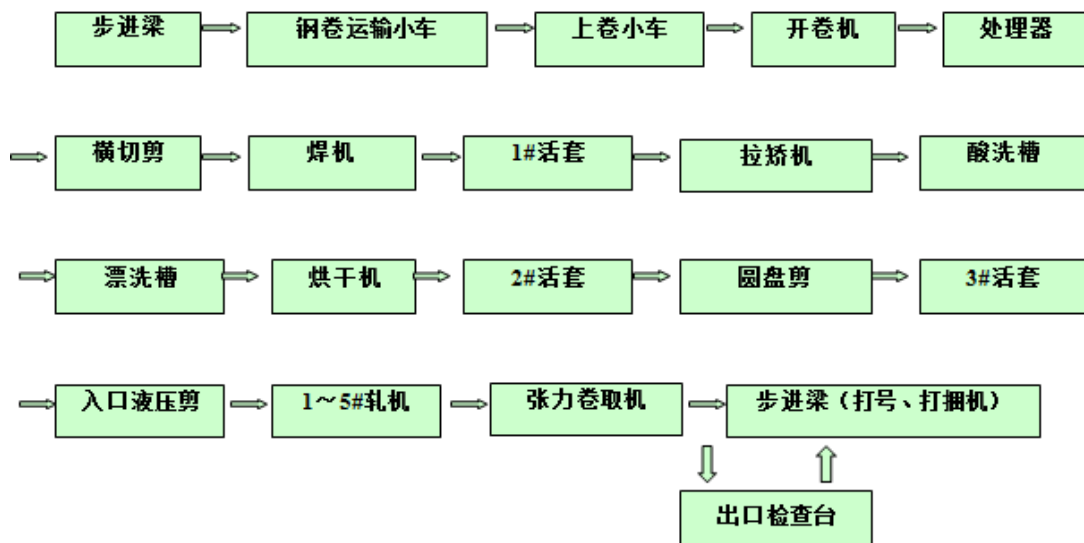 步进梁
钢卷运输小车
上卷小车
开卷机
处理器
横切剪
焊机
1#活套
拉矫机
酸洗槽
漂洗槽
烘干机
2#活套
圆盘剪
3#活套
入口液压剪
1～5#轧机
张力卷取机
步进梁（打号、打捆机）
出口检查台